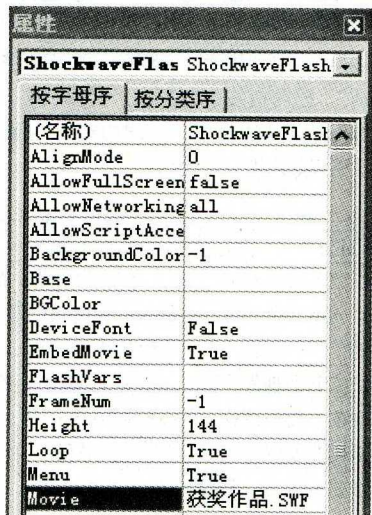 属性
ShockwaveFlas ShockwaveFlash
按字母序 按分类序
(名称) ShockwaveFlash
AlignMode 0
AllowFullScreen false
AllowNetworking all
AllowScriptAcce
BackgroundColor -1
Base
BGColor
DeviceFont False
EmbedMovie True
FlashVars
FrameNum -1
Height 144
Loop True
Menu True
Movie 获奖作品.SWF